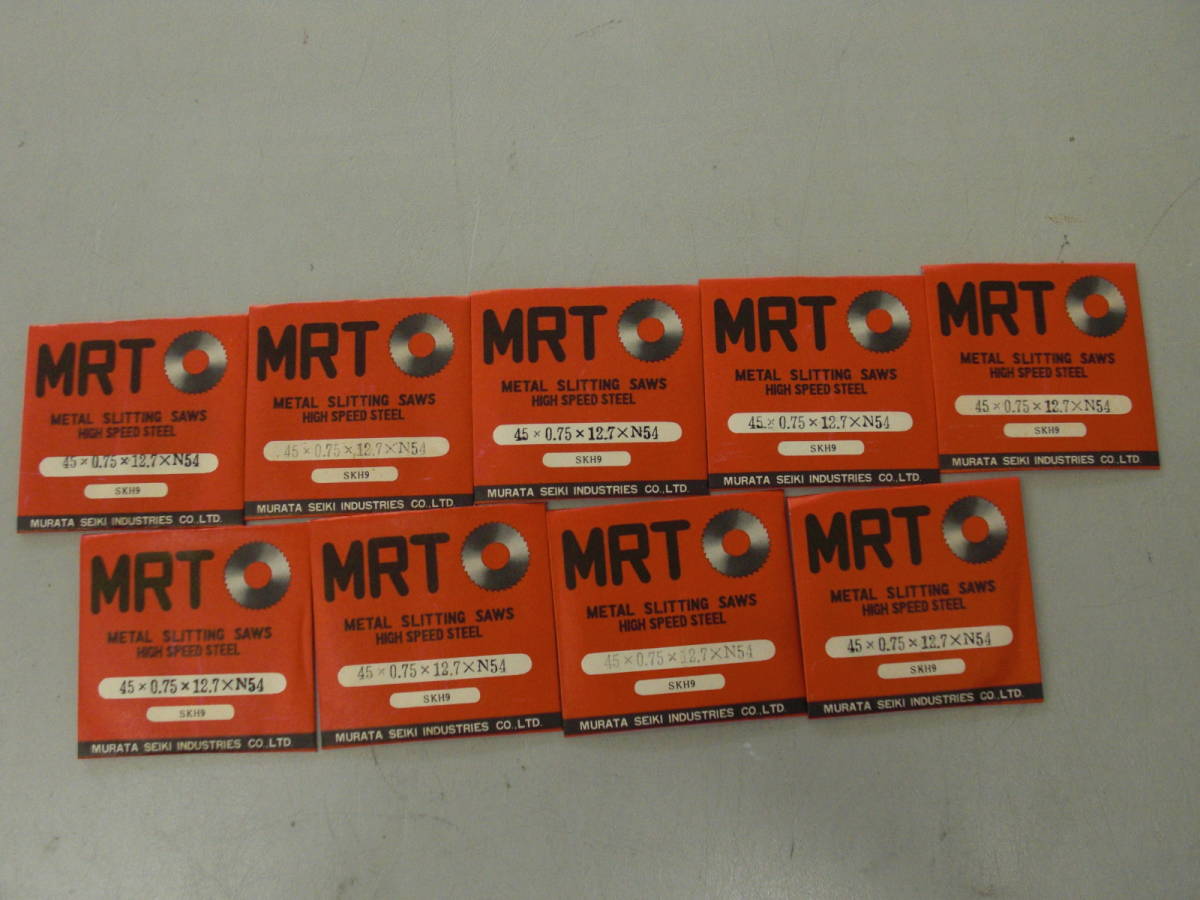 MRT
METAL SLITTING SAWS
HIGH SPEED STEEL
45×0.75×12.7×N54
SKH9
MURATA SEIKI INDUSTRIES CO.,LTD.
MRT
METAL SLITTING SAWS
HIGH SPEED STEEL
45×0.75×12.7×N54
SKH9
MURATA SEIKI INDUSTRIES CO.,LTD.
MRT
METAL SLITTING SAWS
HIGH SPEED STEEL
45×0.75×12.7×N54
SKH9
MURATA SEIKI INDUSTRIES CO.,LTD.
MRT
METAL SLITTING SAWS
HIGH SPEED STEEL
45×0.75×12.7×N54
SKH9
MURATA SEIKI INDUSTRIES CO.,LTD.
MRT
METAL SLITTING SAWS
HIGH SPEED STEEL
45×0.75×12.7×N54
SKH9
MURATA SEIKI INDUSTRIES CO.,LTD.
MRT
METAL SLITTING SAWS
HIGH SPEED STEEL
45×0.75×12.7×N54
SKH9
MURATA SEIKI INDUSTRIES CO.,LTD
MRT
METAL SLITTING SAWS
HIGH SPEED STEEL
45×0.75×12.7×N54
SKH9
MURATA SEIKI INDUSTRIES CO.,LTD.
MRT
METAL SLITTING SAWS
HIGH SPEED STEEL
45×0.75×12.7×N54
SKH9
MURATA SEIKI INDUSTRIES CO.,LTD.
MRT
METAL SLITTING SAWS
HIGH SPEED STEEL
45×0.75×12.7×N54
SKH9
MURATA SEIKI INDUSTRIES CO.,LTD.